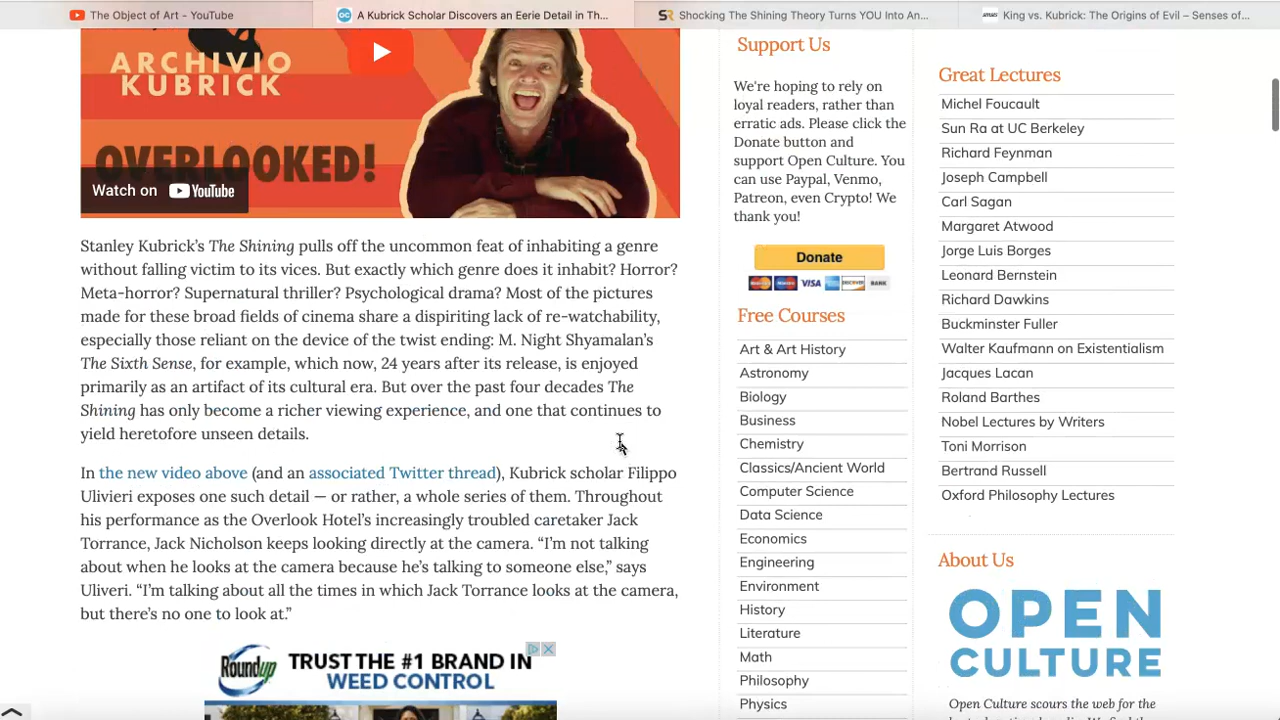 The Object of Art - YouTube
A Kubrick Scholar Discovers an Eerie Detail in Th...
SR Shocking The Shining Theory Turns YOU Into An...
King vs. Kubrick: The Origins of Evil – Senses of...
ARCHIVIO
KUBRICK
OVERLOOKED!
Watch on YouTube
Stanley Kubrick's The Shining pulls off the uncommon feat of inhabiting a genre
without falling victim to its vices. But exactly which genre does it inhabit? Horror?
Meta-horror? Supernatural thriller? Psychological drama? Most of the pictures
made for these broad fields of cinema share a dispiriting lack of re-watchability,
especially those reliant on the device of the twist ending: M. Night Shyamalan's
The Sixth Sense, for example, which now, 24 years after its release, is enjoyed
primarily as an artifact of its cultural era. But over the past four decades The
Shining has only become a richer viewing experience, and one that continues to
yield heretofore unseen details.
In the new video above (and an associated Twitter thread), Kubrick scholar Filippo
Ulivieri exposes one such detail — or rather, a whole series of them. Throughout
his performance as the Overlook Hotel's increasingly troubled caretaker Jack
Torrance, Jack Nicholson keeps looking directly at the camera. “I'm not talking
about when he looks at the camera because he's talking to someone else,” says
Uliveri. “I'm talking about all the times in which Jack Torrance looks at the camera,
but there's no one to look at.”
Roundup
TRUST THE #1 BRAND IN
WEED CONTROL
Support Us
We're hoping to rely on
loyal readers, rather than
erratic ads. Please click the
Donate button and
support Open Culture. You
can use Paypal, Venmo,
Patreon, even Crypto! We
thank you!
Donate
VISA
DISCOVER
BANK
Free Courses
Art & Art History
Astronomy
Biology
Business
Chemistry
Classics/Ancient World
Computer Science
Data Science
Economics
Engineering
Environment
History
Literature
Math
Philosophy
Physics
Great Lectures
Michel Foucault
Sun Ra at UC Berkeley
Richard Feynman
Joseph Campbell
Carl Sagan
Margaret Atwood
Jorge Luis Borges
Leonard Bernstein
Richard Dawkins
Buckminster Fuller
Walter Kaufmann on Existentialism
Jacques Lacan
Roland Barthes
Nobel Lectures by Writers
Toni Morrison
Bertrand Russell
Oxford Philosophy Lectures
About Us
OPEN
CULTURE
Open Culture scours the web for the